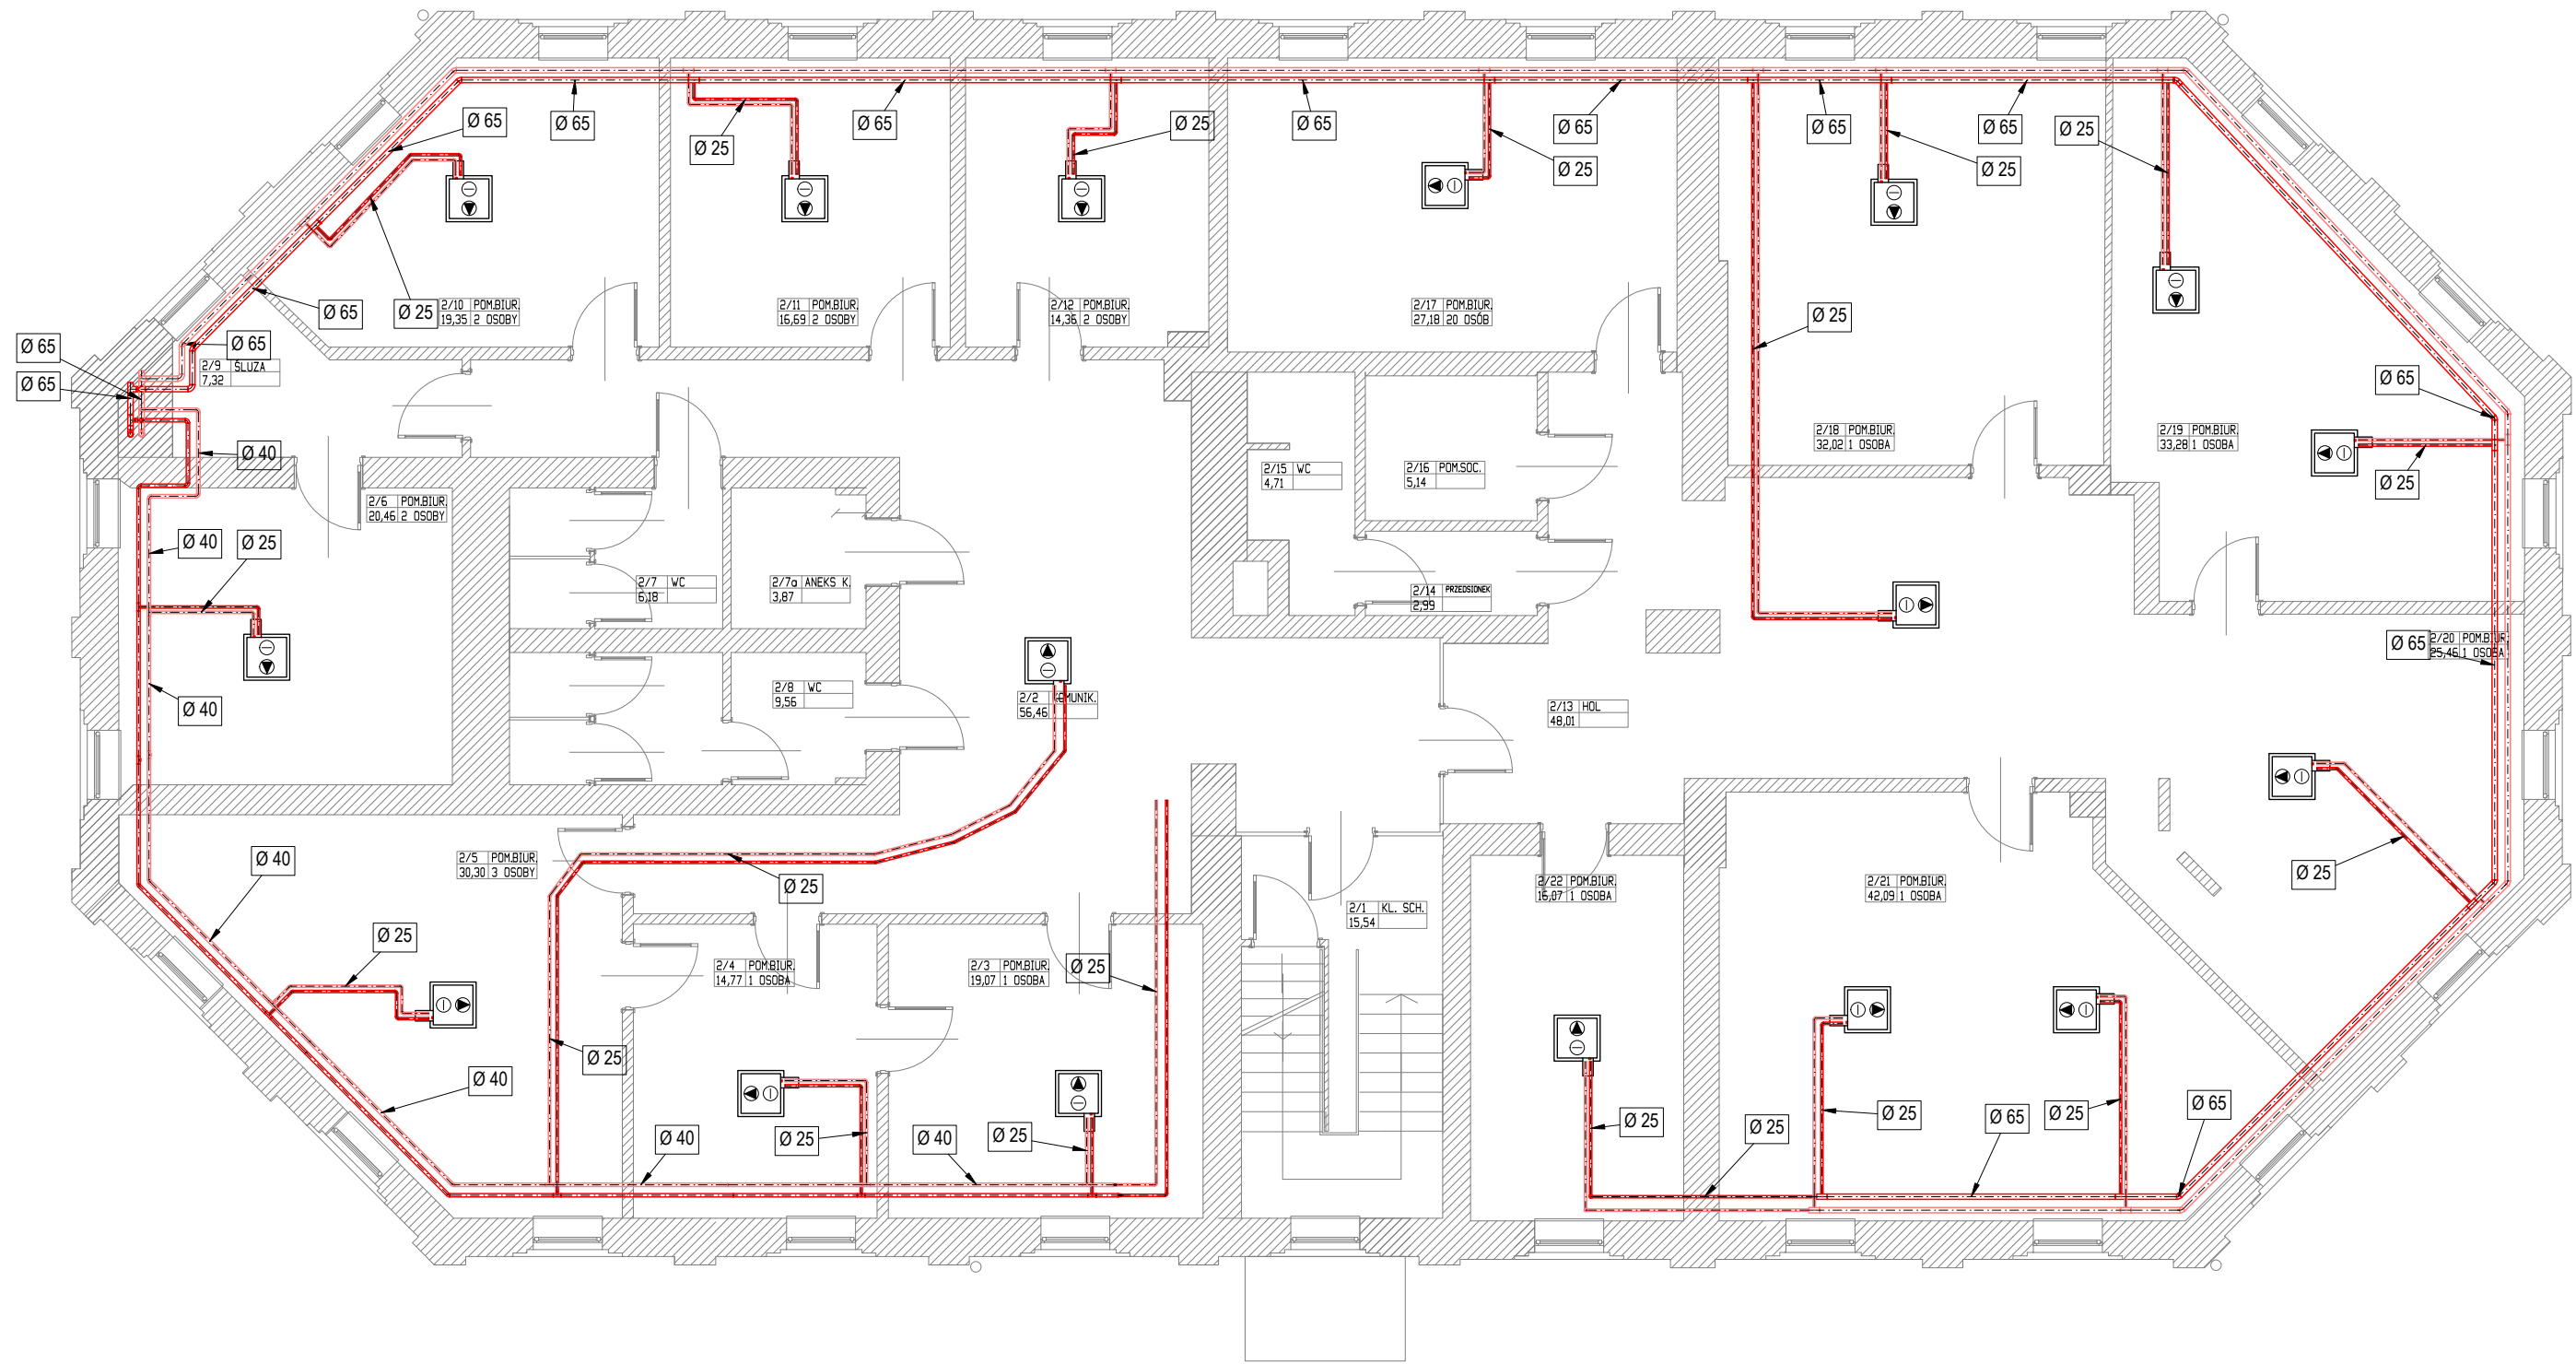 Ø 65
Ø 65
Ø 25
Ø 65
Ø 25
Ø 65
Ø 65
Ø 25
Ø 65
Ø 25
Ø 65
Ø 25
Ø 65
Ø 25
2/10 POM.BIUR.
19,35 2 OSOBY
2/11 POM.BIUR.
16,69 2 OSOBY
2/12 POM.BIUR.
14,36 2 OSOBY
2/17 POM.BIUR.
27,18 20 OSÓB
Ø 25
Ø 65
Ø 65
Ø 65
2/9 ŚLUZA
7,32
Ø 65
Ø 40
2/15 WC
4,71
2/16 POM.SOC.
5,14
2/18 POM.BIUR.
32,02 1 OSOBA
2/19 POM.BIUR.
33,28 1 OSOBA
Ø 25
2/6 POM.BIUR.
20,46 2 OSOBY
Ø 40
Ø 25
2/7 WC
6,18
2/7a ANEKS K.
3,87
2/14 PRZEDSIONEK
2,99
Ø 65
2/20 POM.BIUR.
25,46 1 OSOBA
Ø 40
2/8 WC
9,56
2/2 KOMUNIK.
56,46
2/13 HOL
48,01
Ø 40
2/5 POM.BIUR.
30,30 3 OSOBY
Ø 25
2/22 POM.BIUR.
16,07 1 OSOBA
2/21 POM.BIUR.
42,09 1 OSOBA
Ø 25
2/1 KL. SCH.
15,54
Ø 25
2/4 POM.BIUR.
14,77 1 OSOBA
2/3 POM.BIUR.
19,07 1 OSOBA
Ø 25
Ø 25
Ø 40
Ø 25
Ø 40
Ø 25
Ø 40
Ø 25
Ø 25
Ø 25
Ø 25
Ø 65
Ø 25
Ø 65